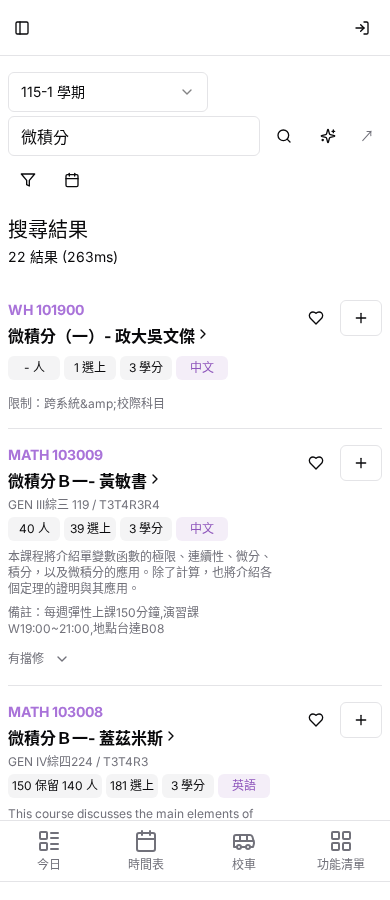 115-1 學期
微積分
搜尋結果
22 結果 (263ms)
WH 101900
微積分（一）- 政大吳文傑
- 人
1 選上
3 學分
中文
限制：跨系統&amp;校際科目
MATH 103009
微積分Ｂ一- 黃敏書
GEN III綜三 119 / T3T4R3R4
40 人
39 選上
3 學分
中文
本課程將介紹單變數函數的極限、連續性、微分、
積分，以及微積分的應用。除了計算，也將介紹各
個定理的證明與其應用。
備註：每週彈性上課150分鐘,演習課
W19:00~21:00,地點台達B08
有擋修
MATH 103008
微積分Ｂ一- 蓋茲米斯
GEN IV綜四224 / T3T4R3
150 保留 140 人
181 選上
3 學分
英語
This course discusses the main elements of
今日
時間表
校車
功能清單